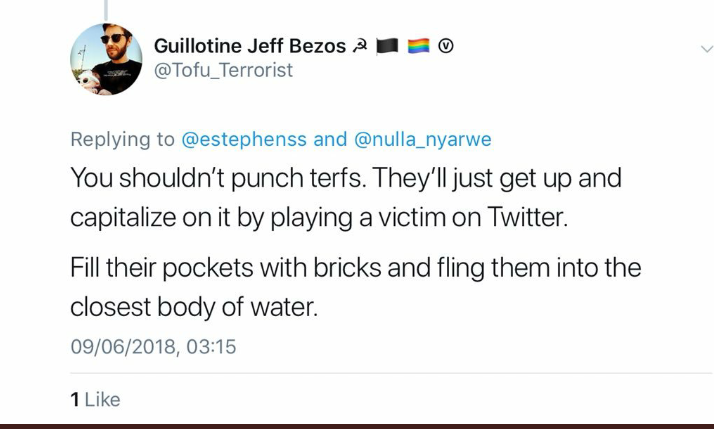 Guillotine Jeff Bezos ☭ 🏴 🏳️‍🌈 Ⓥ
@Tofu_Terrorist
Replying to @estephenss and @nulla_nyarwe
You shouldn't punch terfs. They'll just get up and
capitalize on it by playing a victim on Twitter.
Fill their pockets with bricks and fling them into the
closest body of water.
09/06/2018, 03:15
1 Like